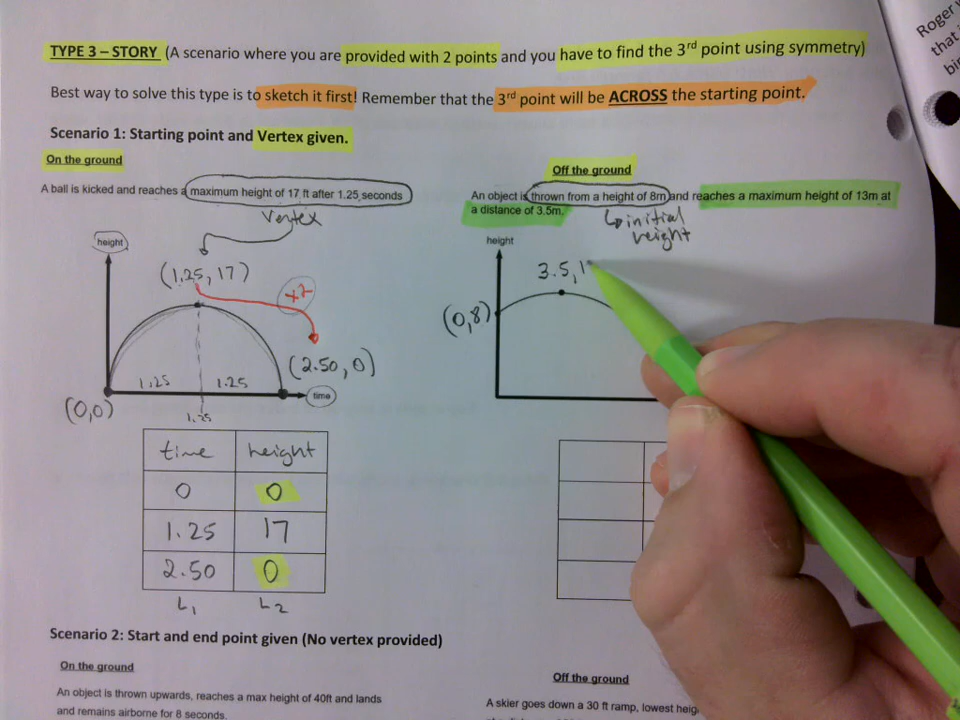 TYPE 3 – STORY (A scenario where you are provided with 2 points and you have to find the 3rd point using symmetry)
Best way to solve this type is to sketch it first! Remember that the 3rd point will be ACROSS the starting point.
Scenario 1: Starting point and Vertex given.
On the ground
A ball is kicked and reaches a maximum height of 17 ft after 1.25 seconds
Vertex
height
(1.25, 17)
x2
(2.50, 0)
1.25 1.25
time
(0,0)
1.25
time height
0 0
1.25 17
2.50 0
L1 L2
Off the ground
An object is thrown from a height of 8m and reaches a maximum height of 13m at
a distance of 3.5m.
initial
height
height
3.5, 1
(0,8)
Scenario 2: Start and end point given (No vertex provided)
On the ground
An object is thrown upwards, reaches a max height of 40ft and lands
and remains airborne for 8 seconds.
Off the ground
A skier goes down a 30 ft ramp, lowest heig
Roger
that
bi